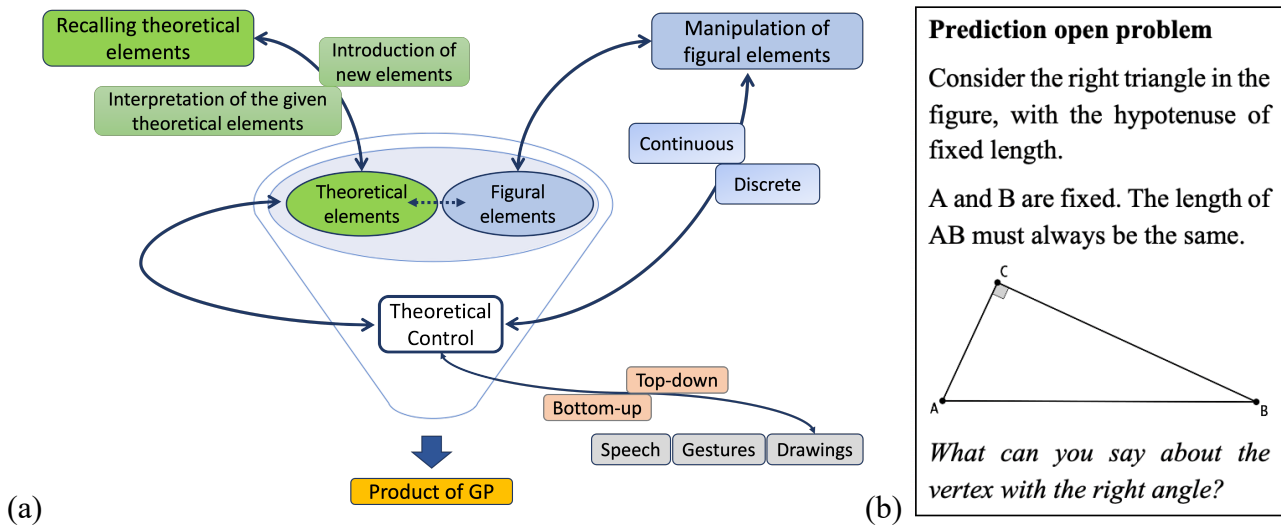 Recalling theoretical
elements
Introduction of
new elements
Interpretation of the given
theoretical elements
Manipulation of
figural elements
Continuous
Discrete
Theoretical
elements
Figural
elements
Theoretical
Control
Top-down
Bottom-up
Speech
Gestures
Drawings
Product of GP
(a)
Prediction open problem
Consider the right triangle in the
figure, with the hypotenuse of
fixed length.
A and B are fixed. The length of
AB must always be the same.
C
A
B
What can you say about the
vertex with the right angle?
(b)